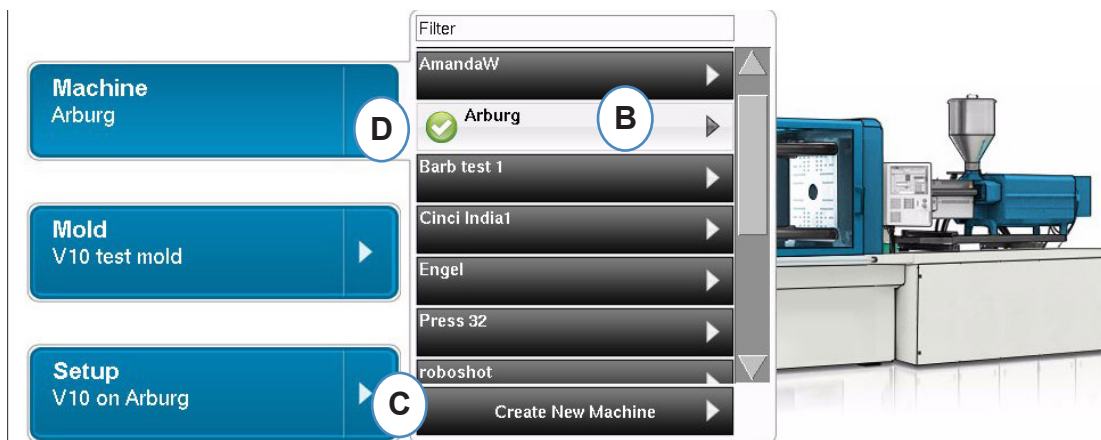 Machine
Arburg
D
Mold
V10 test mold
Setup
V10 on Arburg
C
Filter
AmandaW
Arburg
B
Barb test 1
Cinci India1
Engel
Press 32
roboshot
Create New Machine